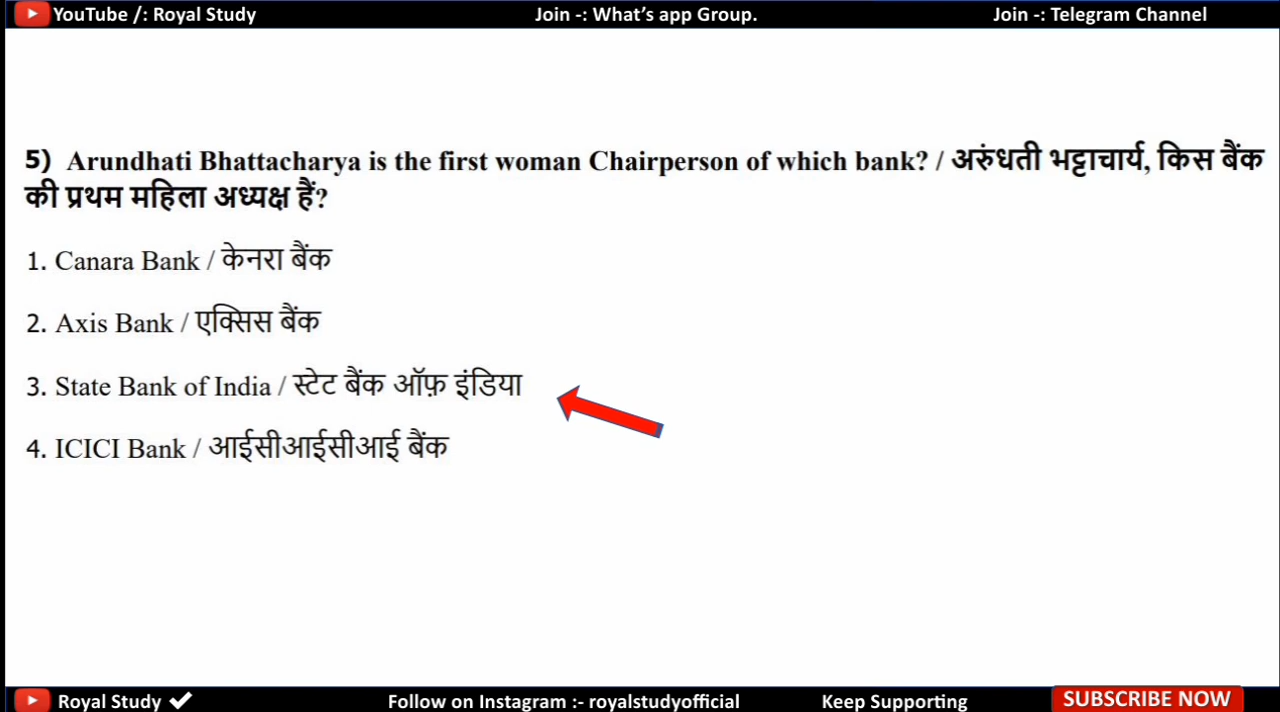 YouTube /: Royal Study Join -: What's app Group. Join -: Telegram Channel
5) Arundhati Bhattacharya is the first woman Chairperson of which bank? / अरुंधती भट्टाचार्य, किस बैंक
की प्रथम महिला अध्यक्ष हैं?
1. Canara Bank / केनरा बैंक
2. Axis Bank / एक्सिस बैंक
3. State Bank of India / स्टेट बैंक ऑफ़ इंडिया
4. ICICI Bank / आईसीआईसीआई बैंक
Royal Study Follow on Instagram :- royalstudyofficial Keep Supporting SUBSCRIBE NOW